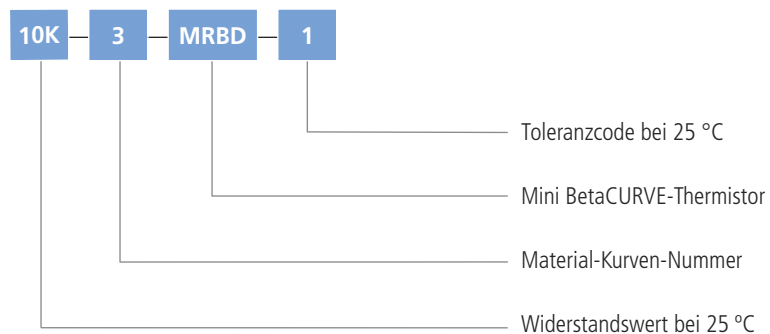 10K – 3 – MRBD – 1
Toleranzcode bei 25 °C
Mini BetaCURVE-Thermistor
Material-Kurven-Nummer
Widerstandswert bei 25 ºC